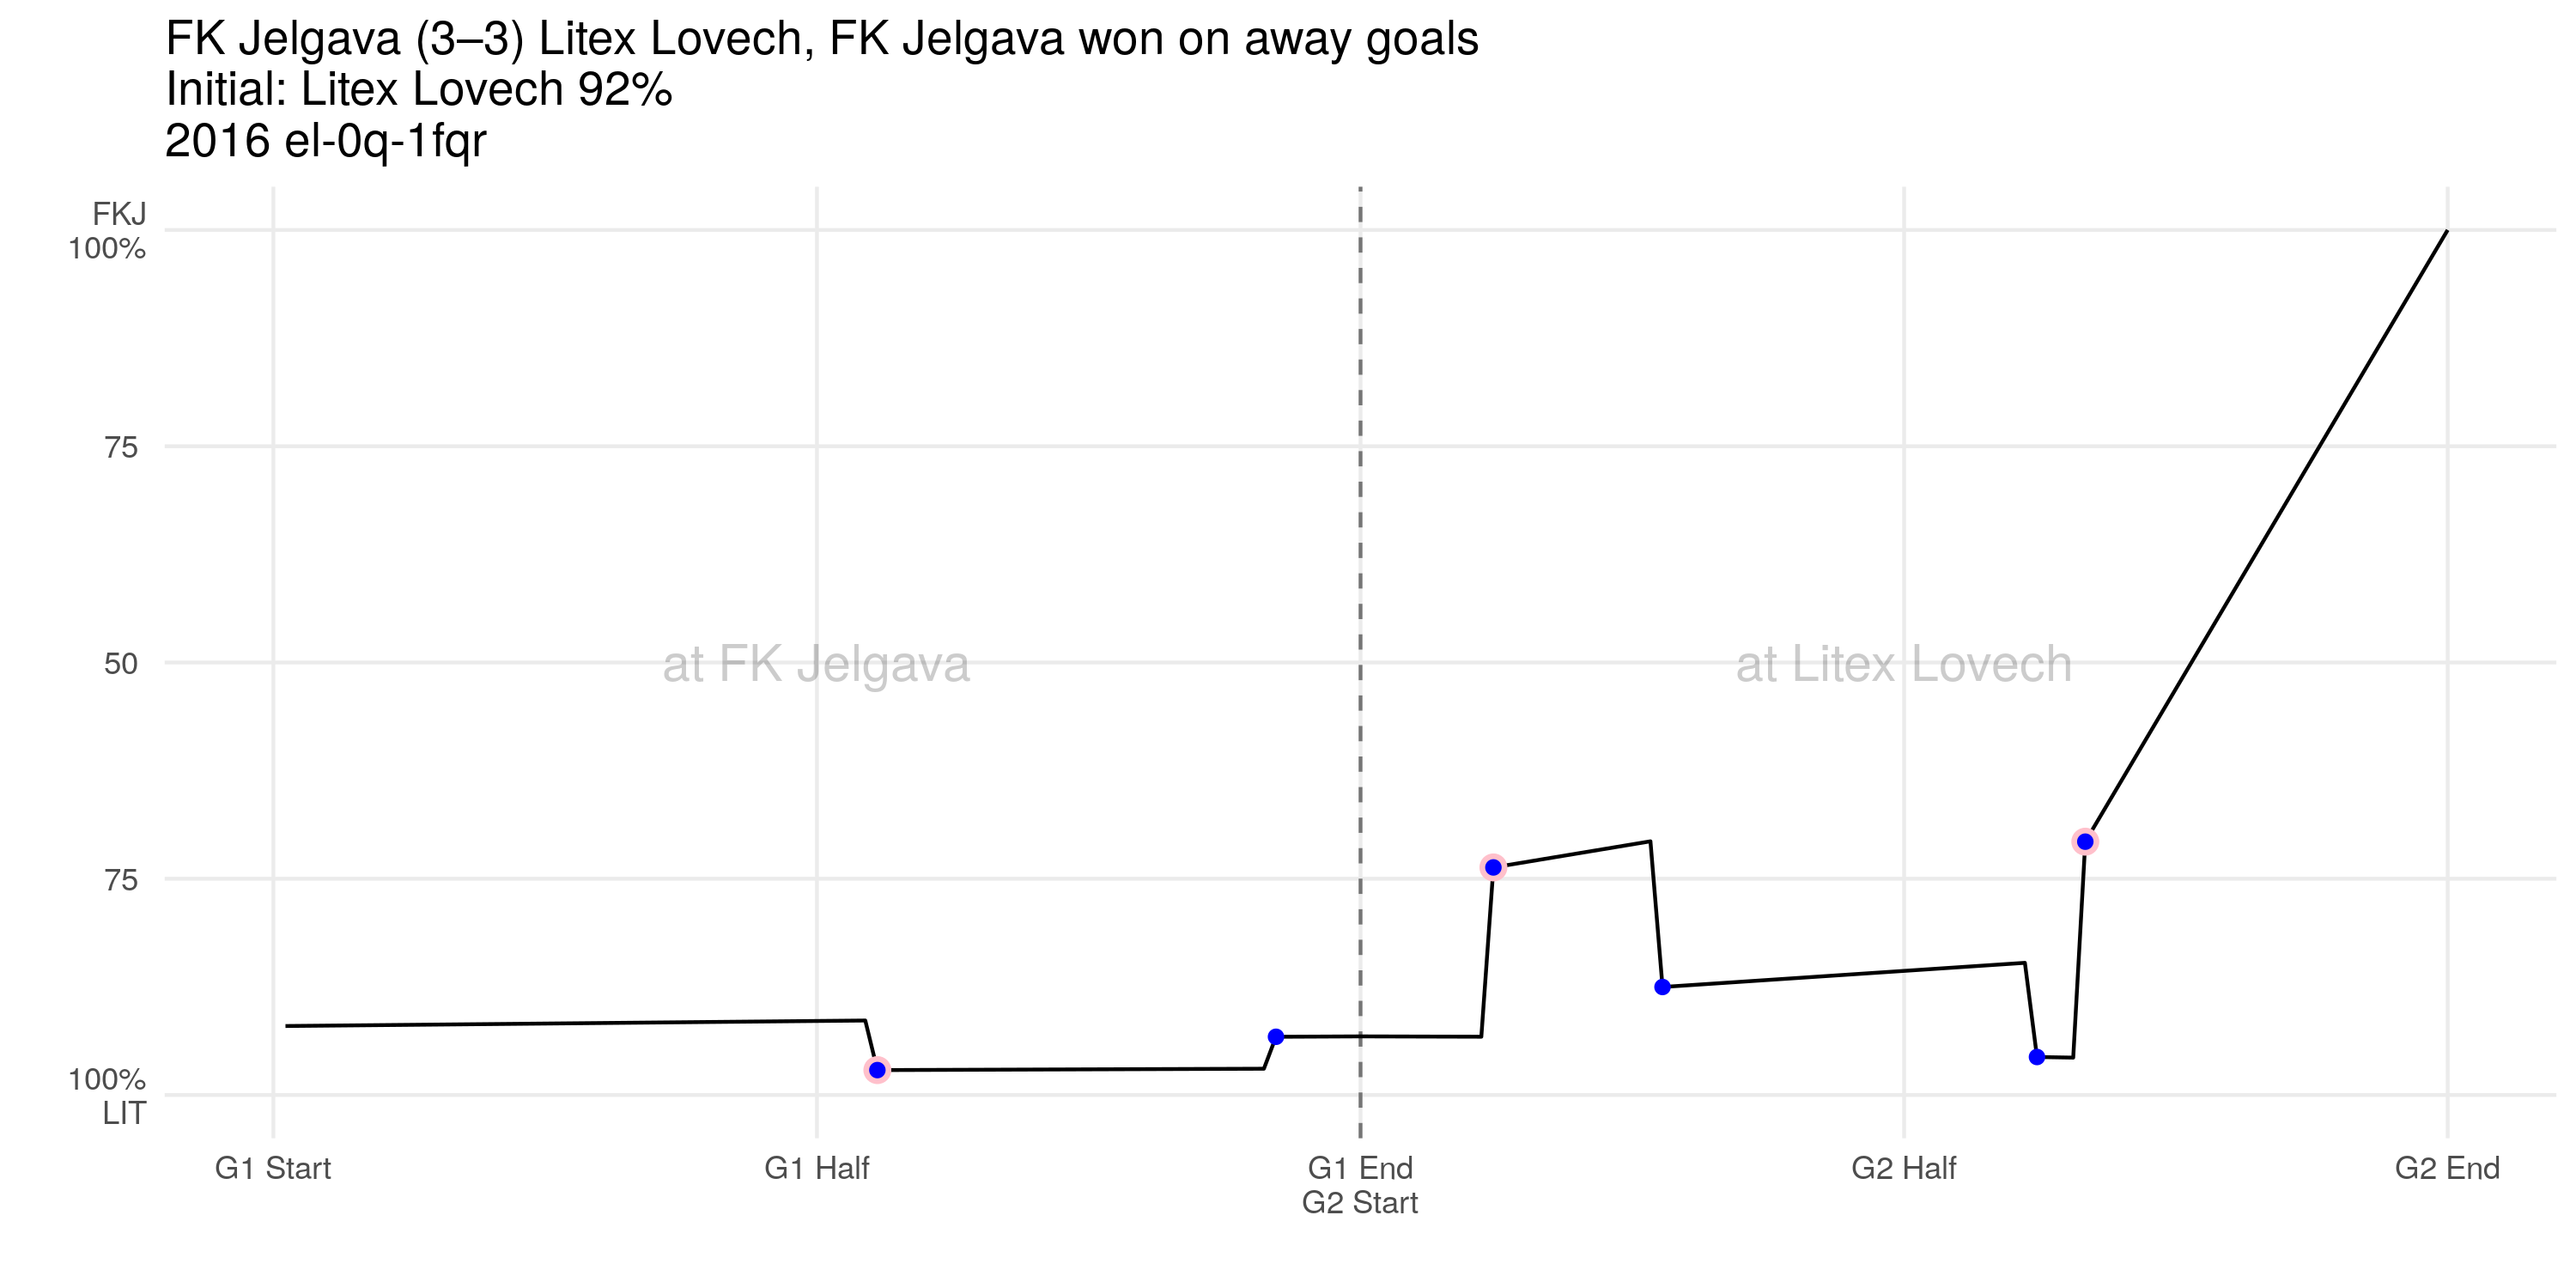 FK Jelgava (3–3) Litex Lovech, FK Jelgava won on away goals
Initial: Litex Lovech 92%
2016 el-0q-1fqr
FKJ
100%
75
50
75
100%
LIT
at FK Jelgava
at Litex Lovech
G1 Start
G1 Half
G1 End
G2 Start
G2 Half
G2 End